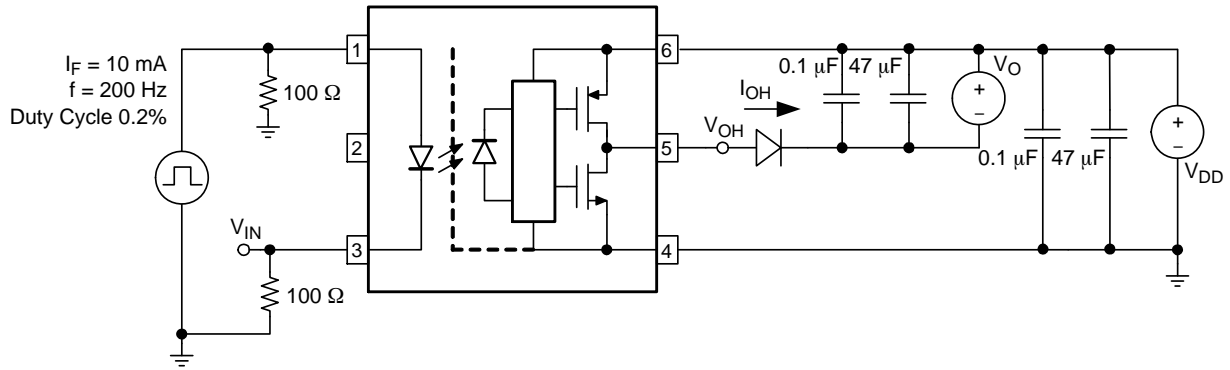 I_F = 10 mA
f = 200 Hz
Duty Cycle 0.2%
100 Ω
1
2
3
6
5
4
V_IN
100 Ω
V_OH
I_OH
0.1 μF
47 μF
+
V_O
−
0.1 μF
47 μF
+
−
V_DD